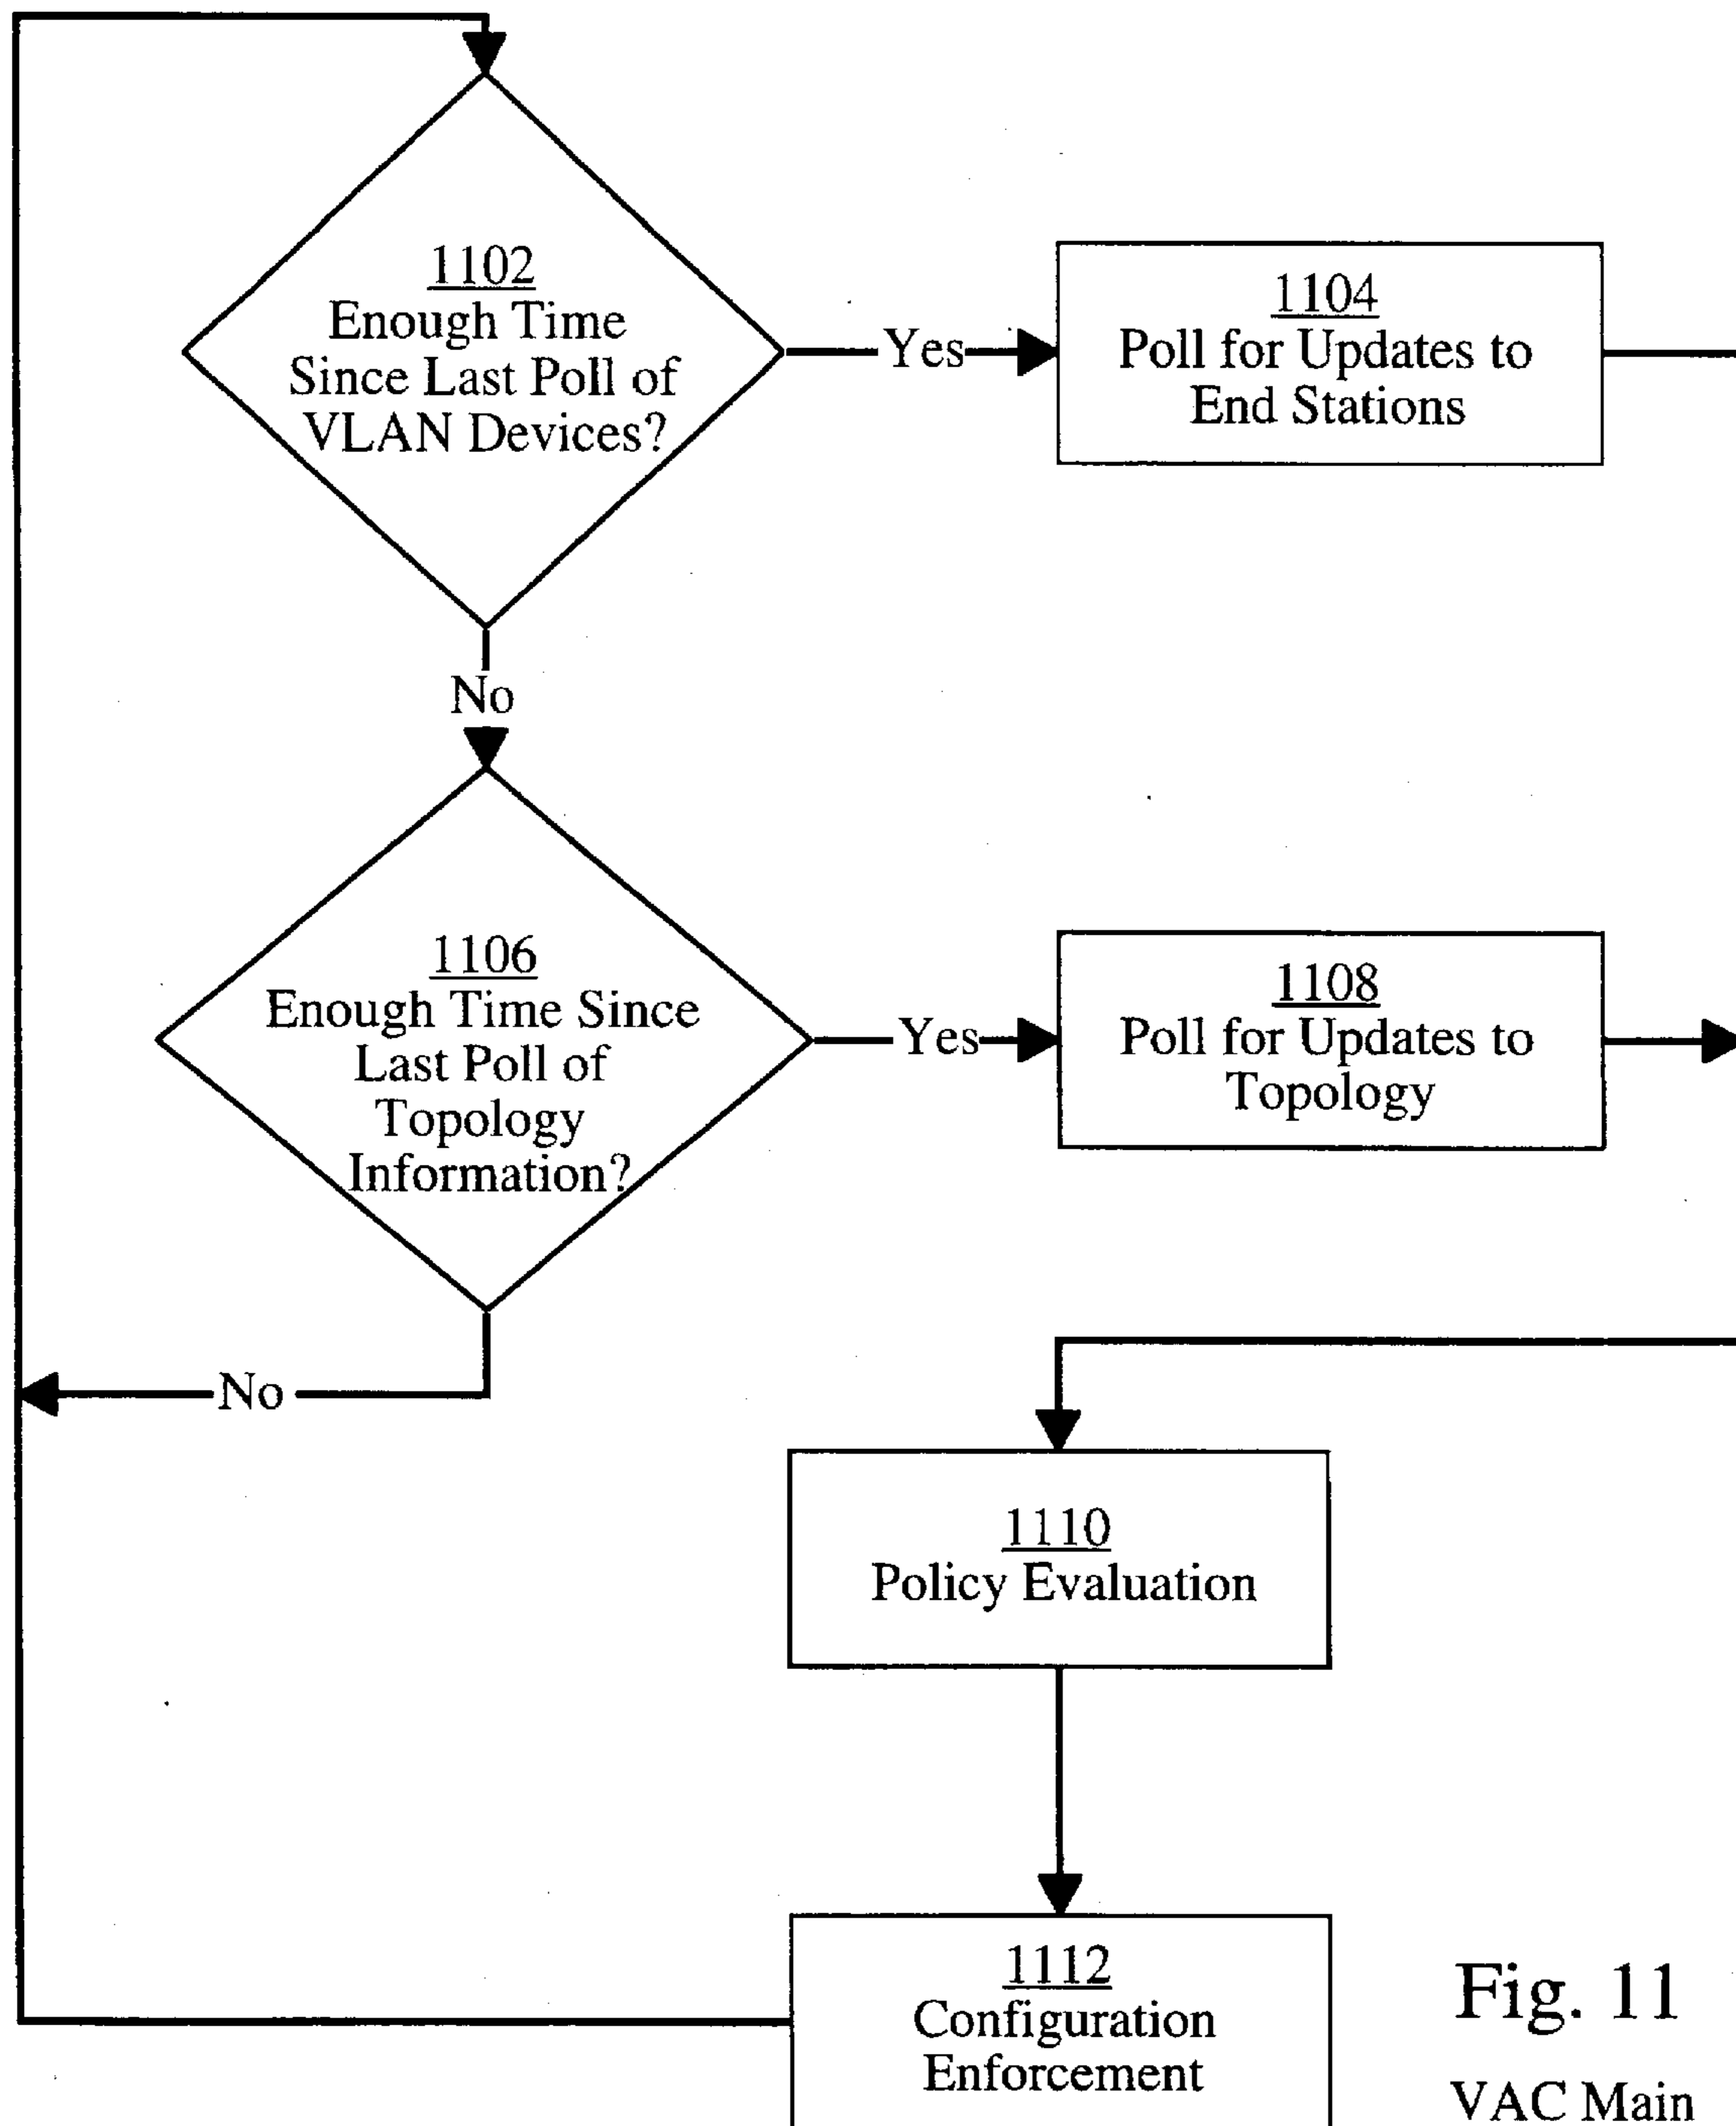 1102
Enough Time
Since Last Poll of
VLAN Devices?
Yes
1104
Poll for Updates to
End Stations
No
1106
Enough Time Since
Last Poll of
Topology
Information?
Yes
1108
Poll for Updates to
Topology
No
1110
Policy Evaluation
1112
Configuration
Enforcement
Fig. 11
VAC Main